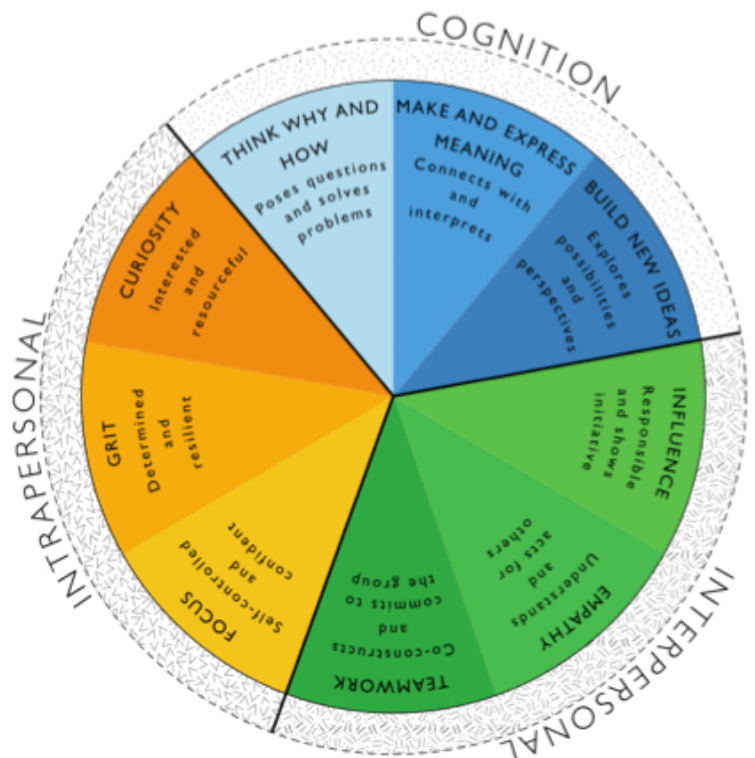 COGNITION
THINK WHY AND
HOW
Poses questions
and solves
problems
MAKE AND EXPRESS
MEANING
Connects with
and
interprets
BUILD NEW IDEAS
Explores
possibilities
and
perspectives
INTERPERSONAL
INFLUENCE
Responsible
and shows
initiative
EMPATHY
Understands
and
acts for
others
TEAMWORK
Co-constructs
and
commits to
the group
INTRAPERSONAL
FOCUS
Self-controlled
and
confident
GRIT
Determined
and
resilient
CURIOSITY
Interested
and
resourceful